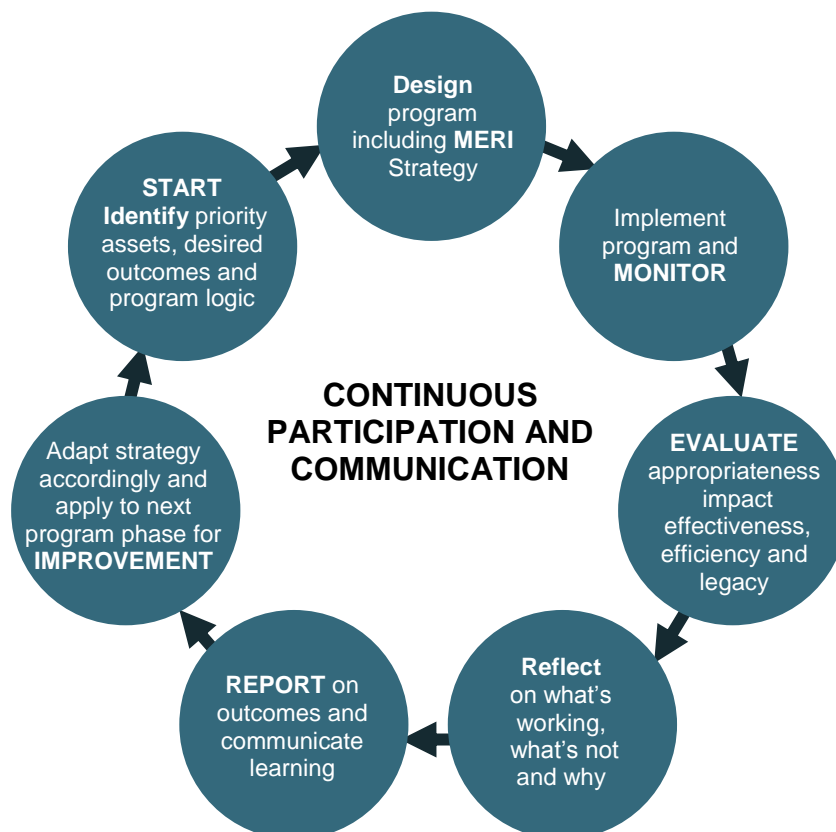 START
Identify priority
assets, desired
outcomes and
program logic
Design
program
including MERI
Strategy
Implement
program and
MONITOR
EVALUATE
appropriateness
impact
effectiveness,
efficiency and
legacy
Reflect
on what’s
working,
what’s not
and why
REPORT on
outcomes and
communicate
learning
Adapt strategy
accordingly and
apply to next
program phase for
IMPROVEMENT
CONTINUOUS
PARTICIPATION AND
COMMUNICATION